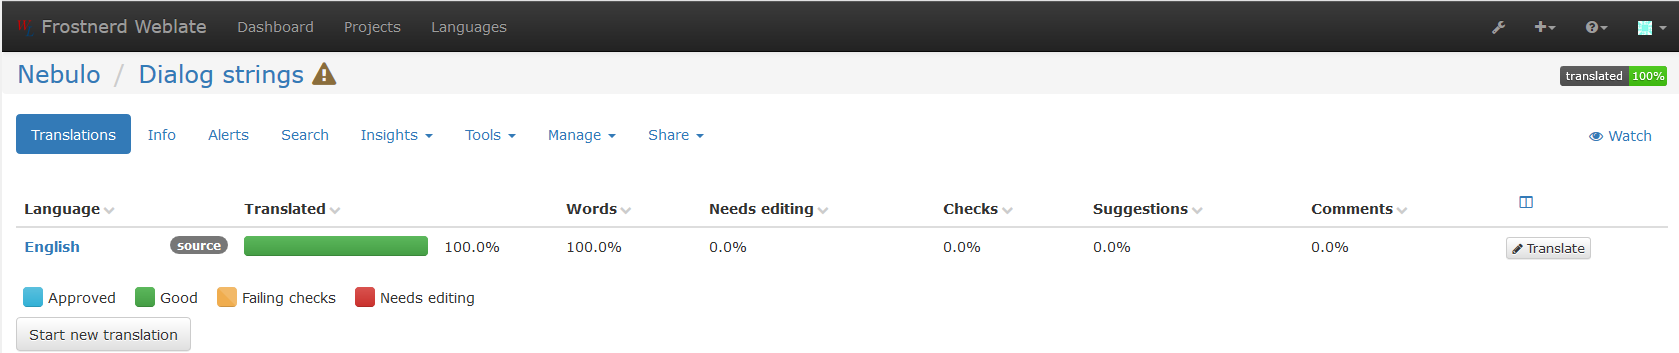 Frostnerd Weblate Dashboard Projects Languages
Nebulo / Dialog strings translated 100%
Translations Info Alerts Search Insights Tools Manage Share Watch
Language Translated Words Needs editing Checks Suggestions Comments
English source 100.0% 100.0% 0.0% 0.0% 0.0% 0.0% Translate
Approved Good Failing checks Needs editing
Start new translation